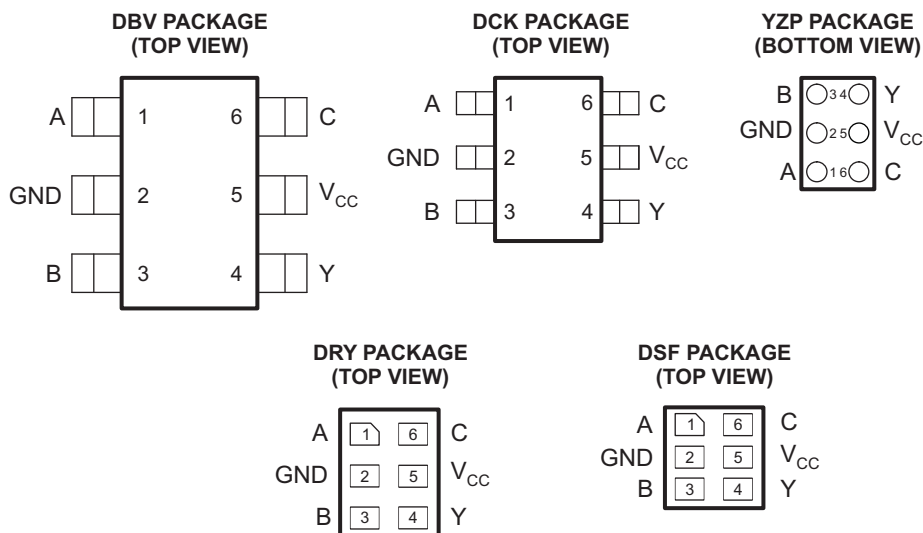 DBV PACKAGE
(TOP VIEW)
A 1 6 C
GND 2 5 VCC
B 3 4 Y
DCK PACKAGE
(TOP VIEW)
A 1 6 C
GND 2 5 VCC
B 3 4 Y
YZP PACKAGE
(BOTTOM VIEW)
B 3 4 Y
GND 2 5 VCC
A 1 6 C
DRY PACKAGE
(TOP VIEW)
A 1 6 C
GND 2 5 VCC
B 3 4 Y
DSF PACKAGE
(TOP VIEW)
A 1 6 C
GND 2 5 VCC
B 3 4 Y